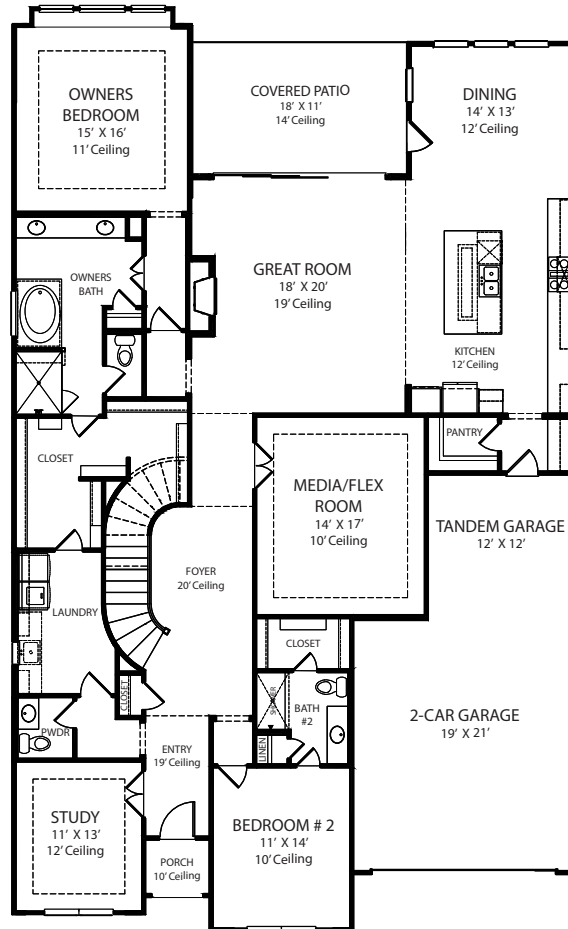 OWNERS
BEDROOM
15' X 16'
11' Ceiling
COVERED PATIO
18' X 11'
14' Ceiling
DINING
14' X 13'
12' Ceiling
OWNERS
BATH
GREAT ROOM
18' X 20'
19' Ceiling
KITCHEN
12' Ceiling
PANTRY
CLOSET
MEDIA/FLEX
ROOM
14' X 17'
10' Ceiling
TANDEM GARAGE
12' X 12'
FOYER
20' Ceiling
LAUNDRY
CLOSET
CLOSET
SHOWER
BATH
#2
LINEN
PWDR
ENTRY
19' Ceiling
2-CAR GARAGE
19' X 21'
STUDY
11' X 13'
12' Ceiling
PORCH
10' Ceiling
BEDROOM # 2
11' X 14'
10' Ceiling